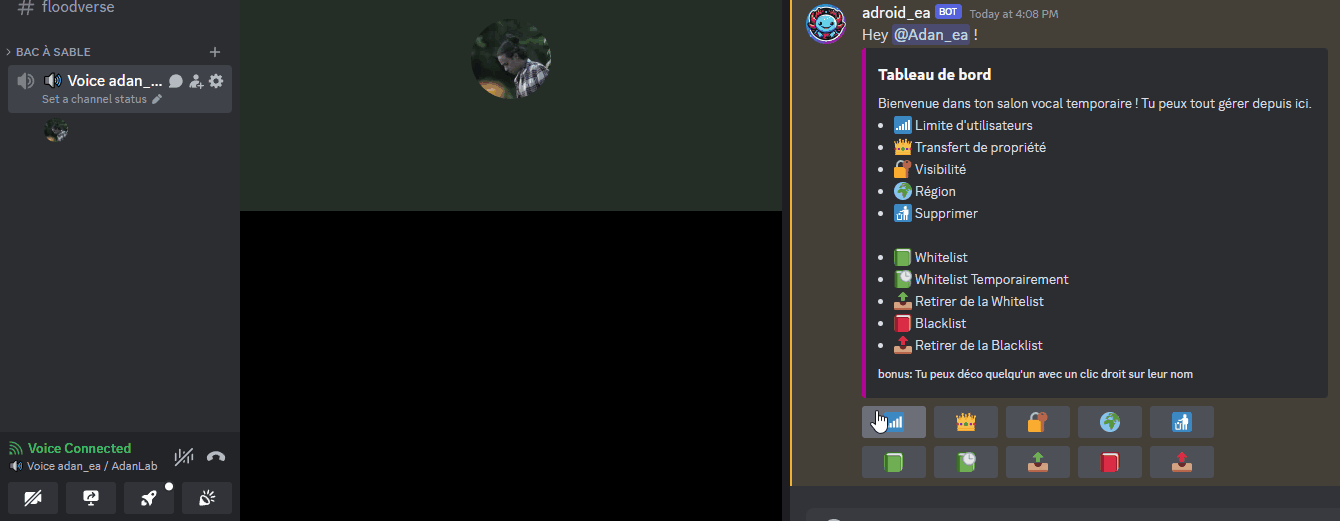 floodverse
BAC À SABLE
Voice adan_...
Set a channel status
Voice Connected
Voice adan_ea / AdanLab
adroid_ea BOT Today at 4:08 PM
Hey @Adan_ea !
Tableau de bord
Bienvenue dans ton salon vocal temporaire ! Tu peux tout gérer depuis ici.
Limite d'utilisateurs
Transfert de propriété
Visibilité
Région
Supprimer
Whitelist
Whitelist Temporairement
Retirer de la Whitelist
Blacklist
Retirer de la Blacklist
bonus: Tu peux déco quelqu'un avec un clic droit sur leur nom